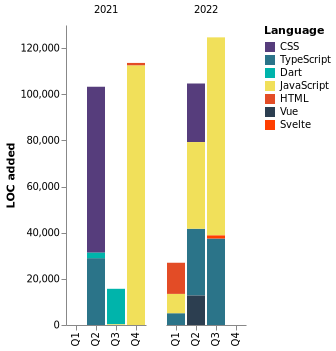 2021 2022
Language
CSS
TypeScript
Dart
JavaScript
HTML
Vue
Svelte
LOC added
120,000
100,000
80,000
60,000
40,000
20,000
0
Q1 Q2 Q3 Q4 Q1 Q2 Q3 Q4